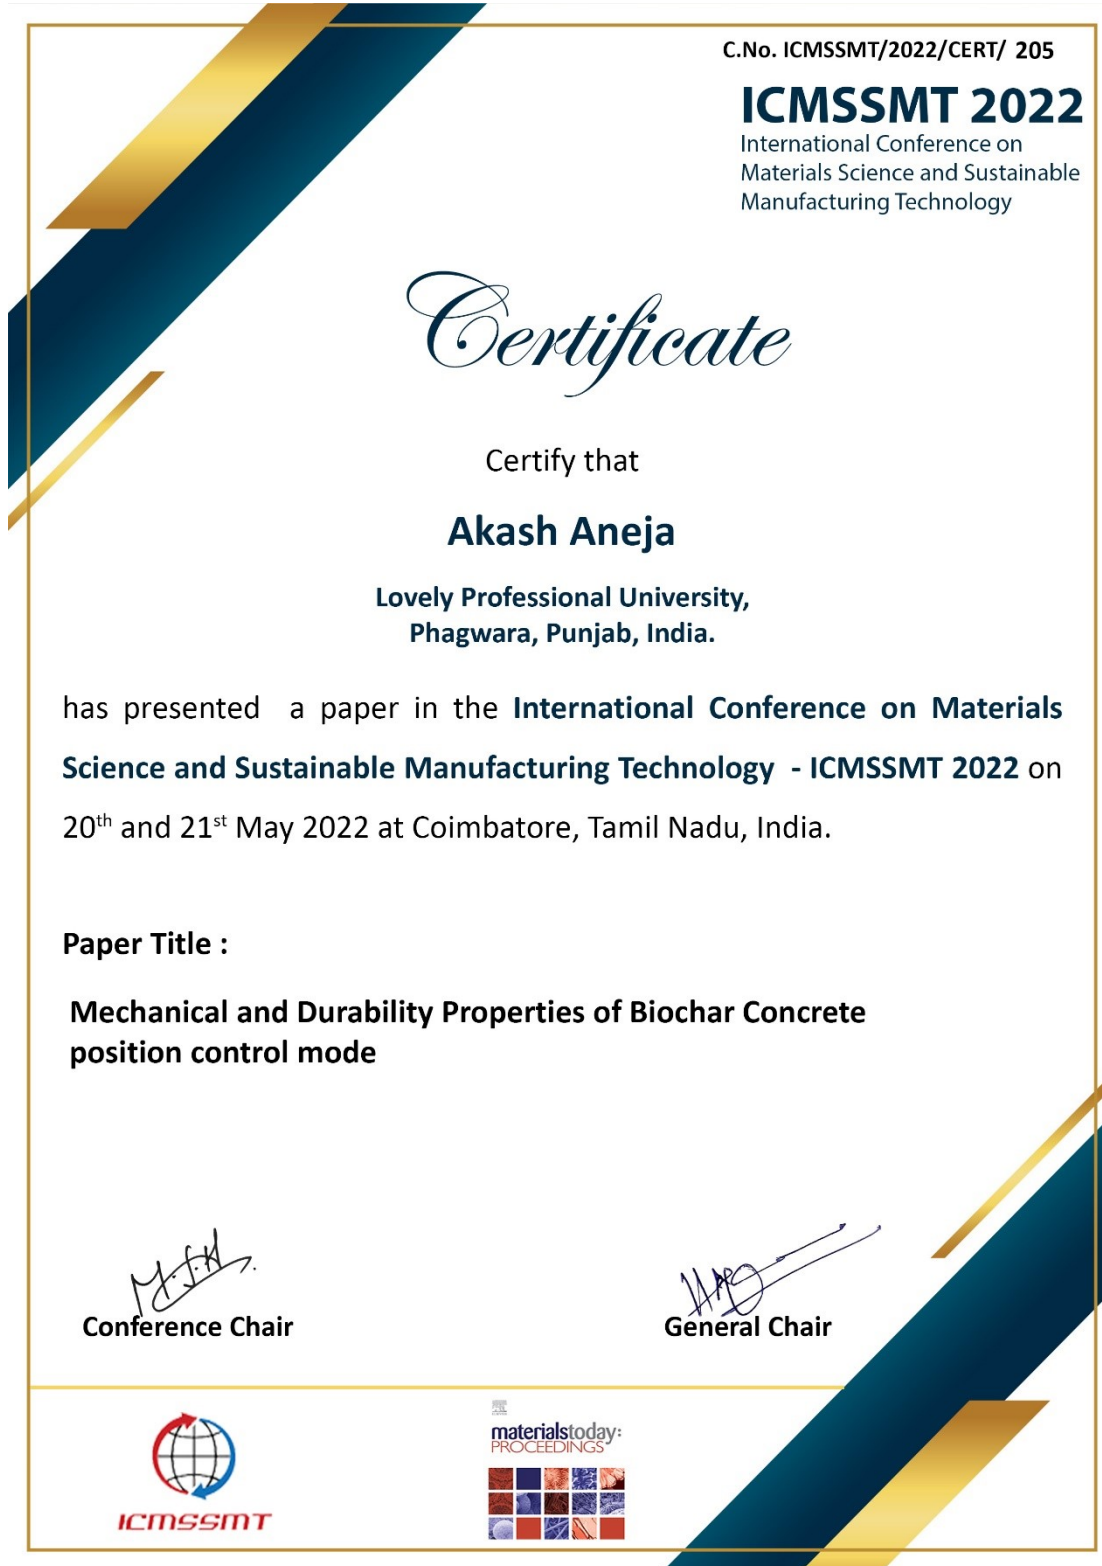 C.No. ICMSSMT/2022/CERT/ 205
ICMSSMT 2022
International Conference on
Materials Science and Sustainable
Manufacturing Technology
Certificate
Certify that
Akash Aneja
Lovely Professional University,
Phagwara, Punjab, India.
has presented a paper in the International Conference on Materials
Science and Sustainable Manufacturing Technology - ICMSSMT 2022 on
20th and 21st May 2022 at Coimbatore, Tamil Nadu, India.
Paper Title :
Mechanical and Durability Properties of Biochar Concrete
position control mode
Conference Chair
General Chair
ICMSSMT
materialstoday:
PROCEEDINGS